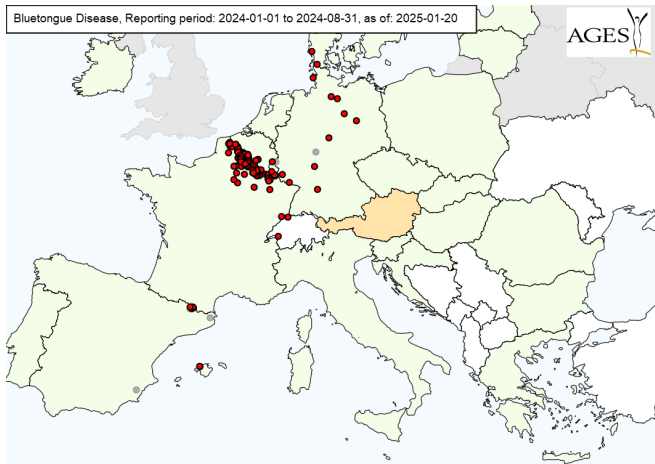 Bluetongue Disease, Reporting period: 2024-01-01 to 2024-08-31, as of: 2025-01-20
AGES